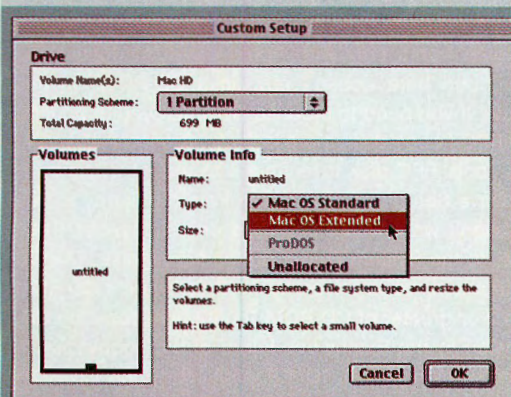 Custom Setup
Drive
Volume Name(s): Mac HD
Partitioning Scheme: 1 Partition
Total Capacity: 699 MB
Volumes
untitled
Volume Info
Name: untitled
Type: ✓ Mac OS Standard
Mac OS Extended
Size:
ProDOS
Unallocated
Select a partitioning scheme, a file system type, and resize the
volumes.
Hint: use the Tab key to select a small volume.
Cancel OK